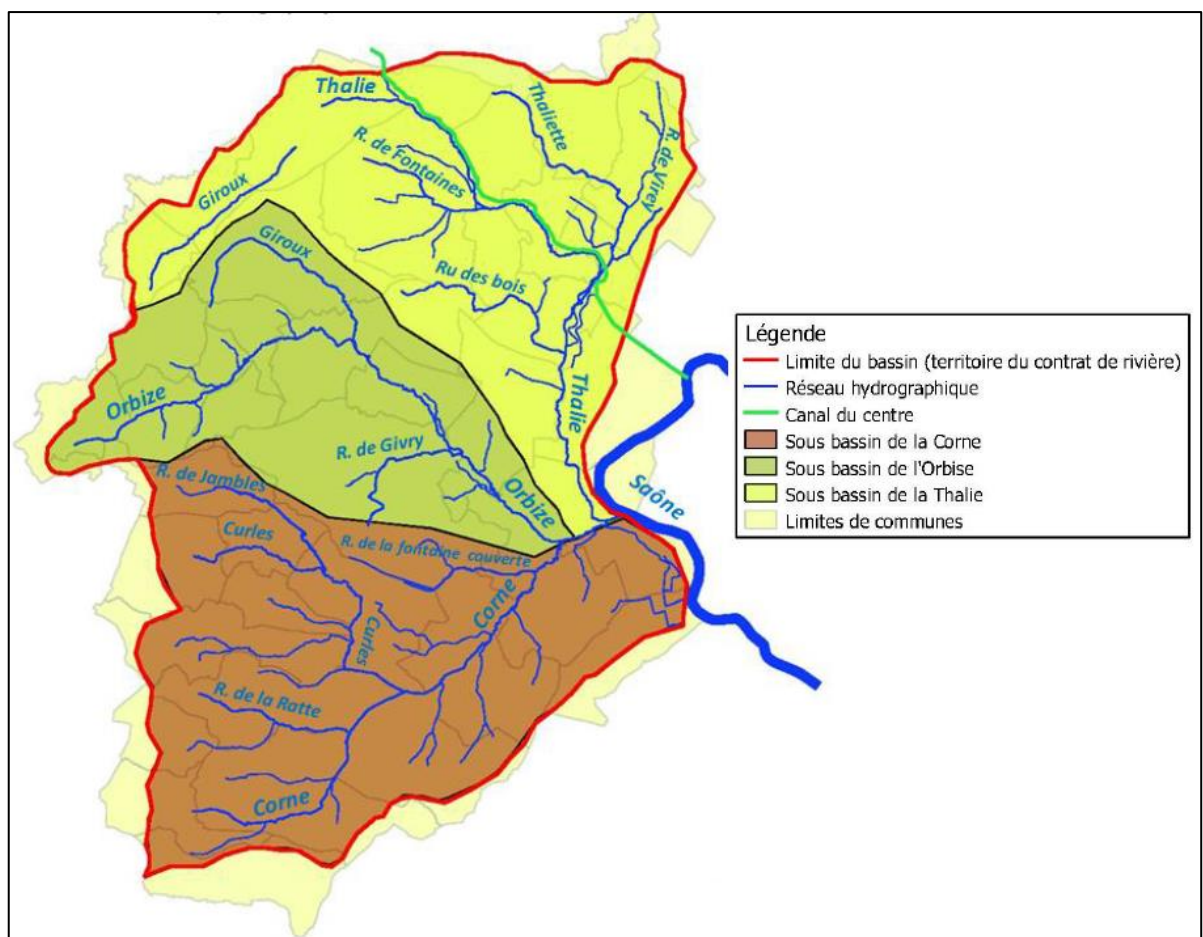 Thalie
Thaliette
R. de Fontaines
R. de Virey
Giroux
Giroux
Ru des bois
Thalie
Orbize
R. de Givry
Orbize
Saône
R. de Jambles
Curles
R. de la fontaine couverte
Corne
Curles
R. de la Ratte
Corne
Légende
Limite du bassin (territoire du contrat de rivière)
Réseau hydrographique
Canal du centre
Sous bassin de la Corne
Sous bassin de l'Orbise
Sous bassin de la Thalie
Limites de communes